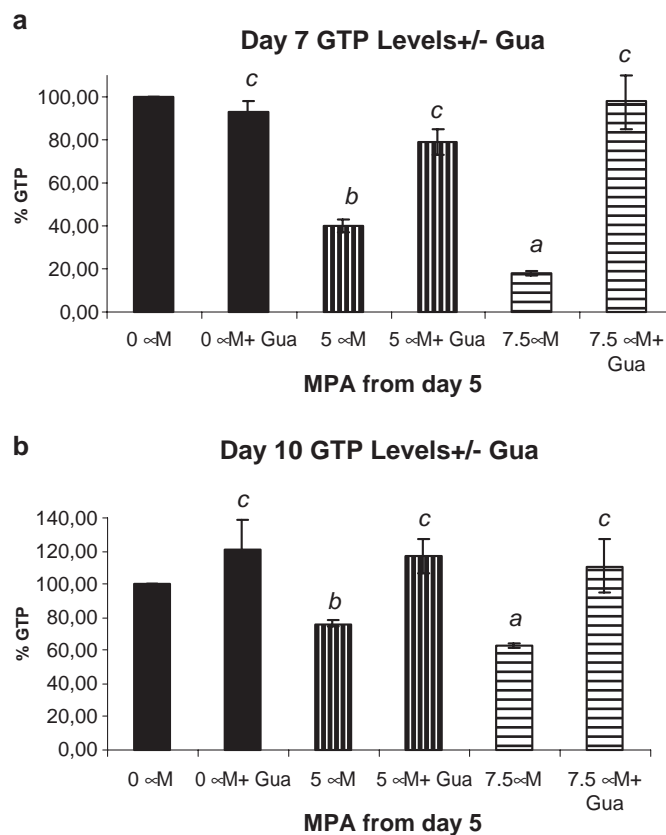 a
Day 7 GTP Levels+/- Gua
% GTP
100,00
80,00
60,00
40,00
20,00
0,00
c
b
c
a
c
0 ∝M
0 ∝M+ Gua
5 ∝M
5 ∝M+ Gua
7.5∝M
7.5 ∝M+
Gua
MPA from day 5
b
Day 10 GTP Levels+/- Gua
% GTP
140,00
120,00
100,00
80,00
60,00
40,00
20,00
0,00
c
b
c
a
c
0 ∝M
0 ∝M+ Gua
5 ∝M
5 ∝M+ Gua
7.5∝M
7.5 ∝M+
Gua
MPA from day 5